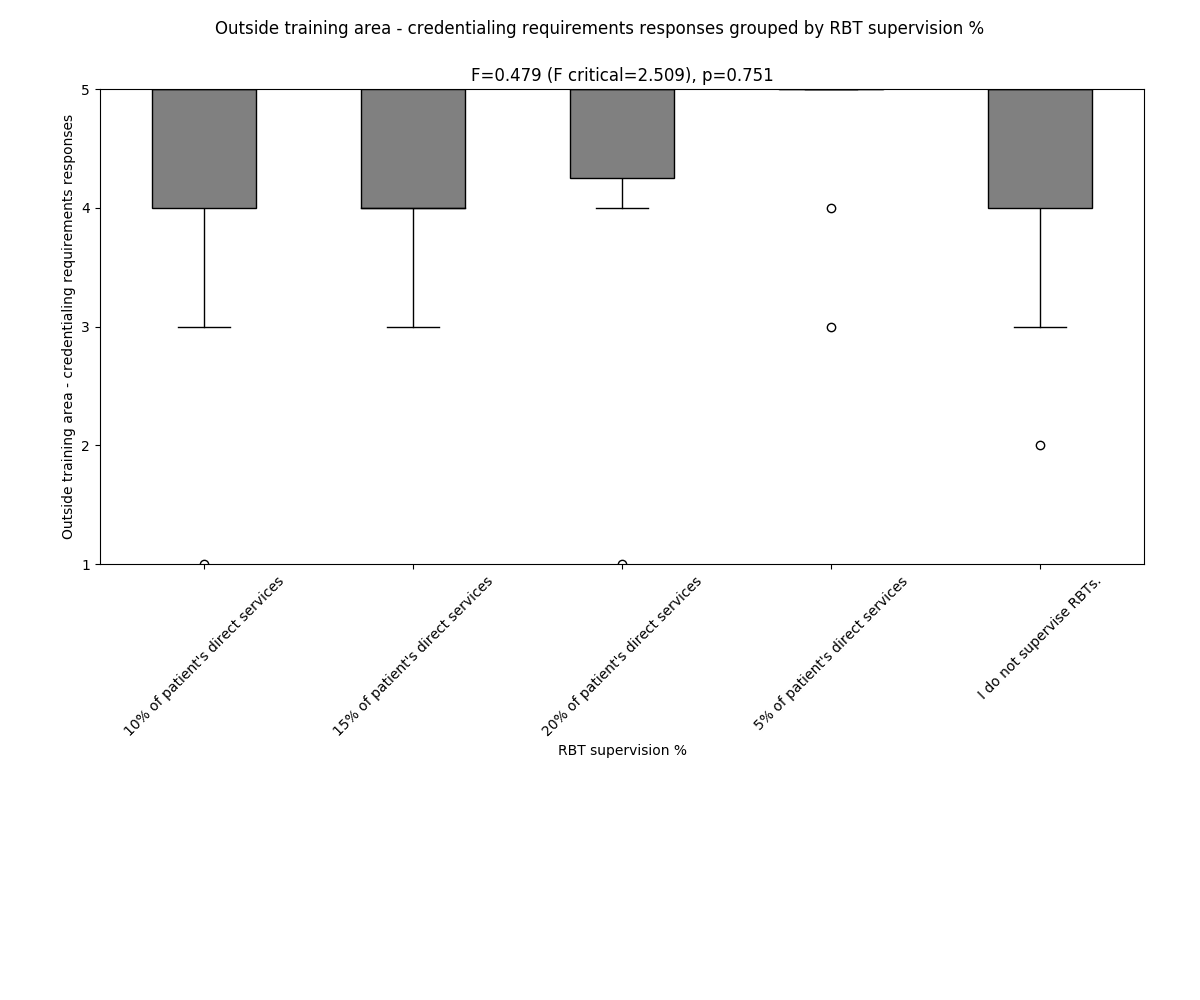 Outside training area - credentialing requirements responses grouped by RBT supervision %
F=0.479 (F critical=2.509), p=0.751
Outside training area - credentialing requirements responses
5
4
3
2
1
10% of patient's direct services
15% of patient's direct services
20% of patient's direct services
5% of patient's direct services
I do not supervise RBTs.
RBT supervision %